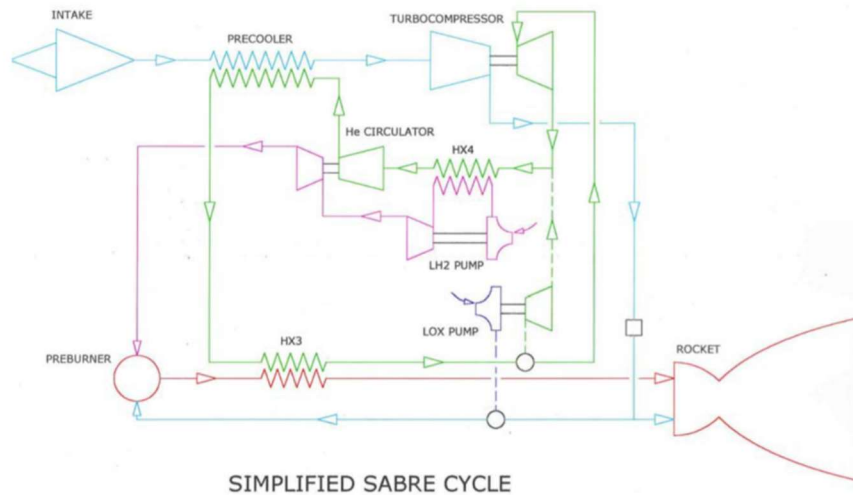 INTAKE
TURBOCOMPRESSOR
PRECOOLER
He CIRCULATOR
HX4
LH2 PUMP
LOX PUMP
HX3
PREBURNER
ROCKET
SIMPLIFIED SABRE CYCLE